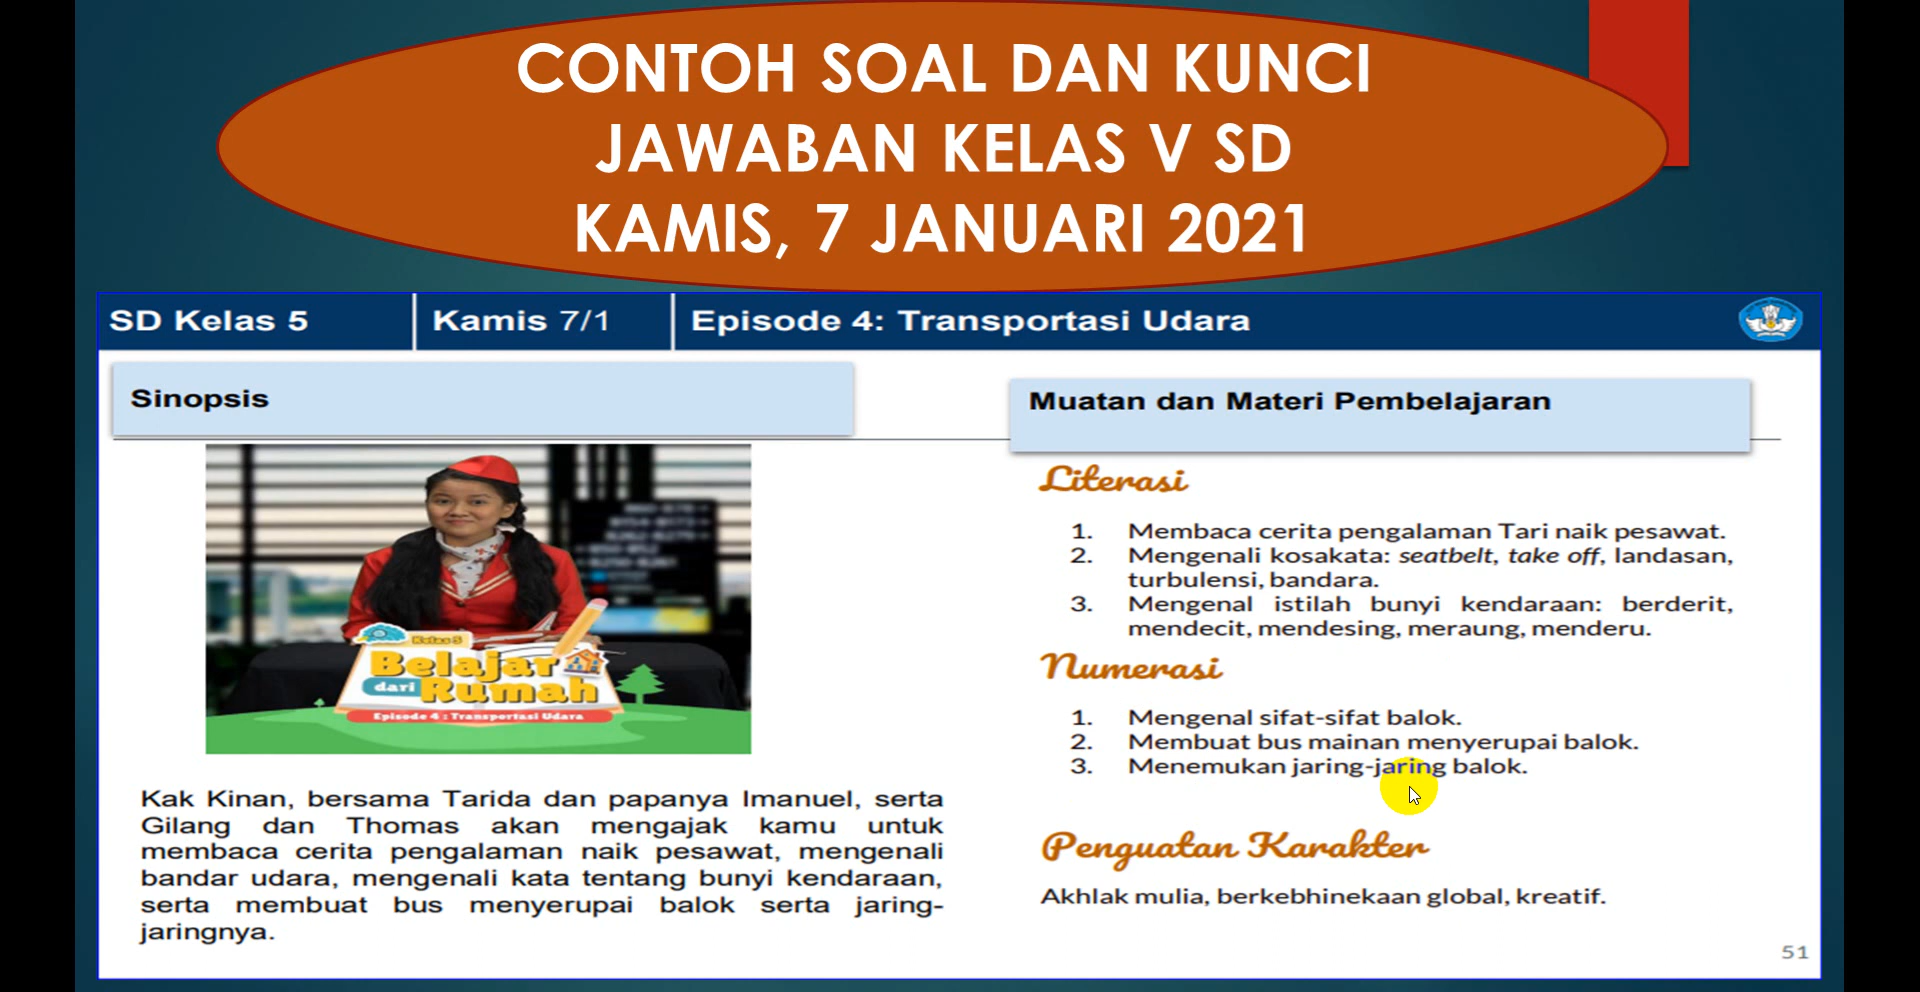 CONTOH SOAL DAN KUNCI
JAWABAN KELAS V SD
KAMIS, 7 JANUARI 2021
SD Kelas 5
Kamis 7/1
Episode 4: Transportasi Udara
Sinopsis
Kelas 5
Belajar
dari Rumah
Episode 4 : Transportasi Udara
Kak Kinan, bersama Tarida dan papanya Imanuel, serta
Gilang dan Thomas akan mengajak kamu untuk
membaca cerita pengalaman naik pesawat, mengenali
bandar udara, mengenali kata tentang bunyi kendaraan,
serta membuat bus menyerupai balok serta jaring-
jaringnya.
Muatan dan Materi Pembelajaran
Literasi
1. Membaca cerita pengalaman Tari naik pesawat.
2. Mengenali kosakata: seatbelt, take off, landasan,
turbulensi, bandara.
3. Mengenal istilah bunyi kendaraan: berderit,
mendecit, mendesing, meraung, menderu.
Numerasi
1. Mengenal sifat-sifat balok.
2. Membuat bus mainan menyerupai balok.
3. Menemukan jaring-jaring balok.
Penguatan Karakter
Akhlak mulia, berkebhinekaan global, kreatif.
51